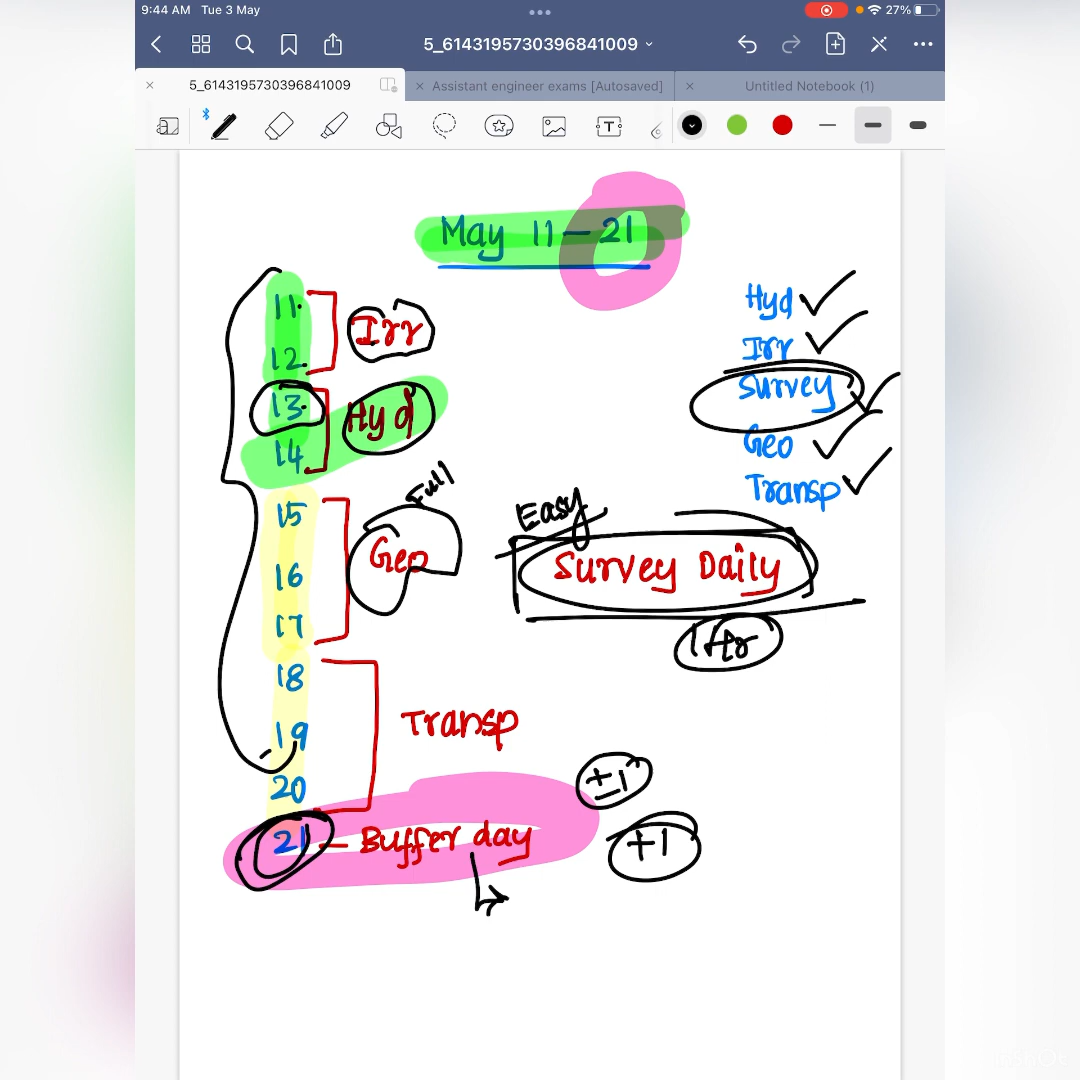 9:44 AM Tue 3 May
27%
5_6143195730396841009
5_6143195730396841009
Assistant engineer exams [Autosaved]
Untitled Notebook (1)
May 11 – 21
11
12
Irr
13
14
Hyd
15
16
17
Geo
Full
18
19
20
Transp
21 – Buffer day
±1
+1
Hyd
Irr
Survey
Geo
Transp
Easy
Survey Daily
1 Hr